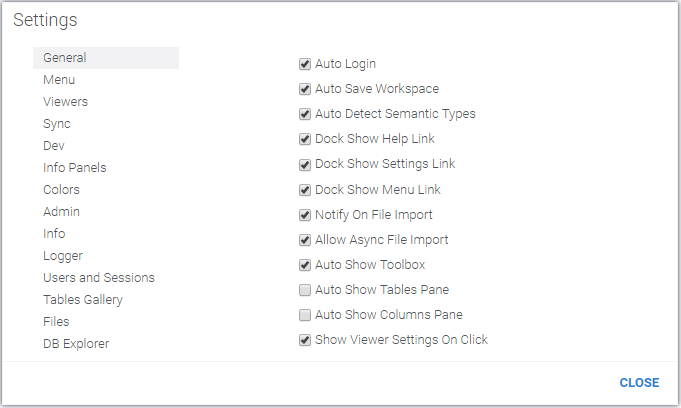 Settings
General
Menu
Viewers
Sync
Dev
Info Panels
Colors
Admin
Info
Logger
Users and Sessions
Tables Gallery
Files
DB Explorer
Auto Login
Auto Save Workspace
Auto Detect Semantic Types
Dock Show Help Link
Dock Show Settings Link
Dock Show Menu Link
Notify On File Import
Allow Async File Import
Auto Show Toolbox
Auto Show Tables Pane
Auto Show Columns Pane
Show Viewer Settings On Click
CLOSE